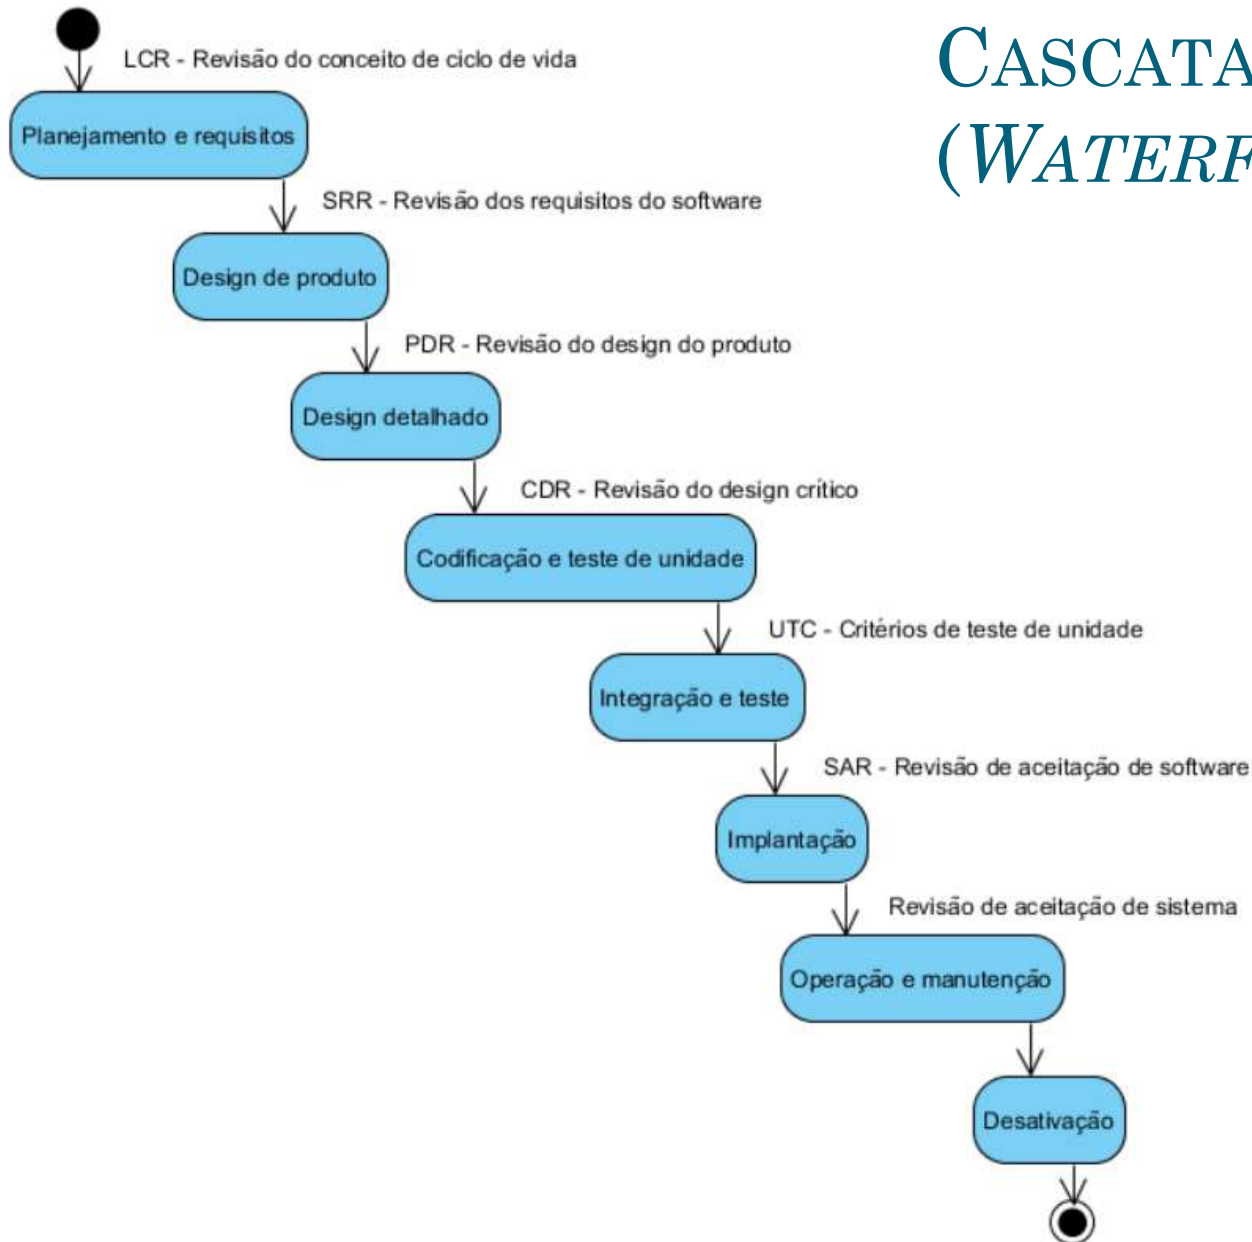 CASCATA
(WATERF
LCR - Revisão do conceito de ciclo de vida
Planejamento e requisitos
SRR - Revisão dos requisitos do software
Design de produto
PDR - Revisão do design do produto
Design detalhado
CDR - Revisão do design crítico
Codificação e teste de unidade
UTC - Critérios de teste de unidade
Integração e teste
SAR - Revisão de aceitação de software
Implantação
Revisão de aceitação de sistema
Operação e manutenção
Desativação